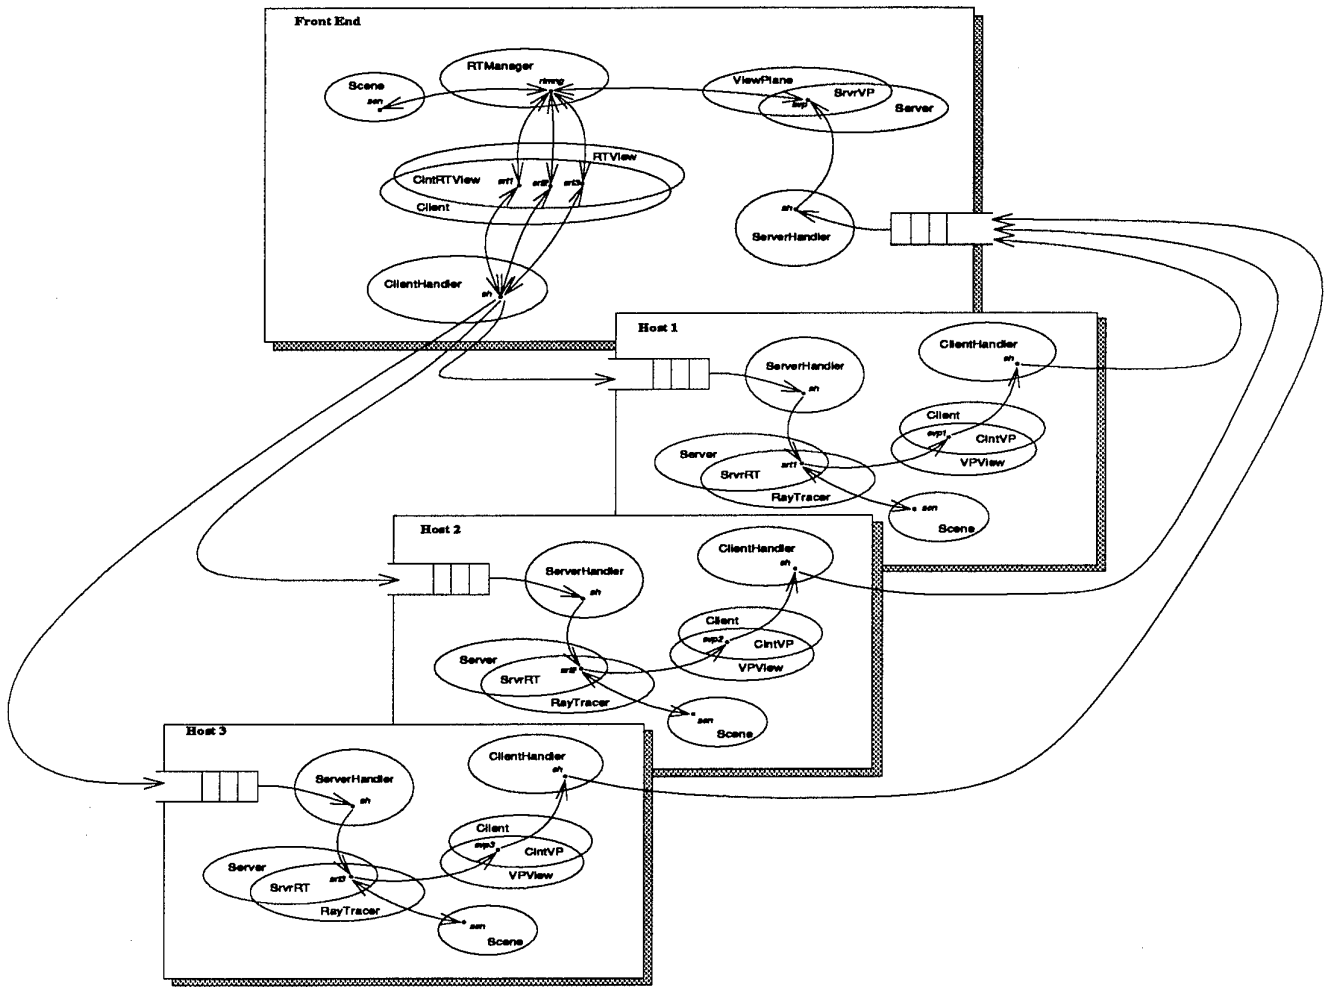 Front End
RTManager
rtmng
Scene
scn
ViewPlane
SrvrVP
svp
Server
RTView
ClntRTView
srt1
srt2
srt3
Client
sh
ServerHandler
ClientHandler
sh
Host 1
ClientHandler
sh
ServerHandler
sh
Client
svp1
ClntVP
VPView
Server
srt1
SrvrRT
RayTracer
scn
Scene
Host 2
ClientHandler
sh
ServerHandler
sh
Client
svp2
ClntVP
VPView
Server
srt2
SrvrRT
RayTracer
scn
Scene
Host 3
ClientHandler
sh
ServerHandler
sh
Client
svp3
ClntVP
VPView
Server
srt3
SrvrRT
RayTracer
scn
Scene